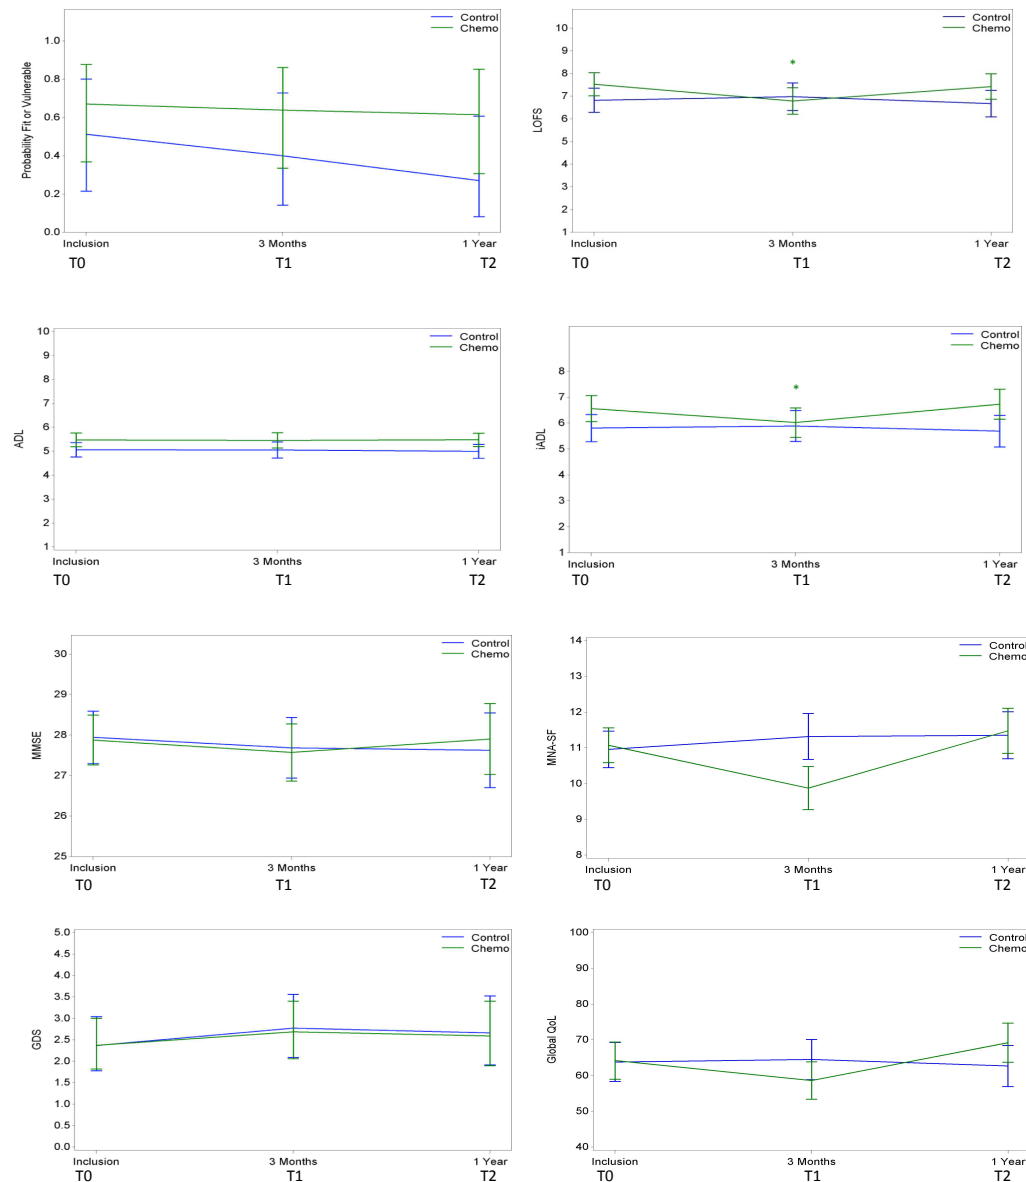 Control
Chemo
Probability Fit or Vulnerable
1.0
0.8
0.6
0.4
0.2
0.0
Inclusion 3 Months 1 Year
T0 T1 T2
Control
Chemo
LOFS
10
9
8
7
6
5
4
3
2
1
*
Inclusion 3 Months 1 Year
T0 T1 T2
Control
Chemo
ADL
10
9
8
7
6
5
4
3
2
1
Inclusion 3 Months 1 Year
T0 T1 T2
Control
Chemo
iADL
8
7
6
5
4
3
2
1
*
Inclusion 3 Months 1 Year
T0 T1 T2
Control
Chemo
MMSE
30
29
28
27
26
25
Inclusion 3 Months 1 Year
T0 T1 T2
Control
Chemo
MNA-SF
14
13
12
11
10
9
8
Inclusion 3 Months 1 Year
T0 T1 T2
Control
Chemo
GDS
5.0
4.5
4.0
3.5
3.0
2.5
2.0
1.5
1.0
0.5
0.0
Inclusion 3 Months 1 Year
T0 T1 T2
Control
Chemo
Global QoL
100
90
80
70
60
50
40
Inclusion 3 Months 1 Year
T0 T1 T2